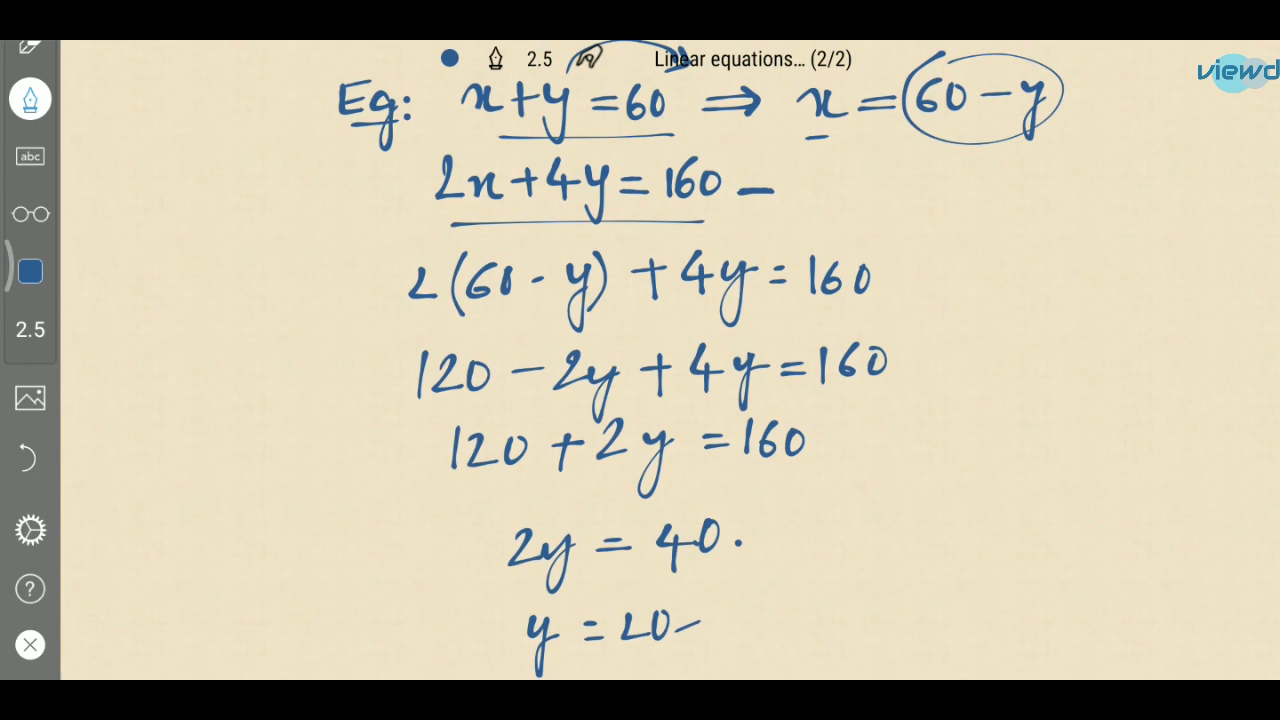 2.5 Linear equations... (2/2)
viewd
Eg: x+y=60 ⇒ x=60-y
abc
2x+4y=160 -
2(60-y)+4y=160
2.5
120-2y+4y=160
120+2y=160
2y=40.
?
y=20